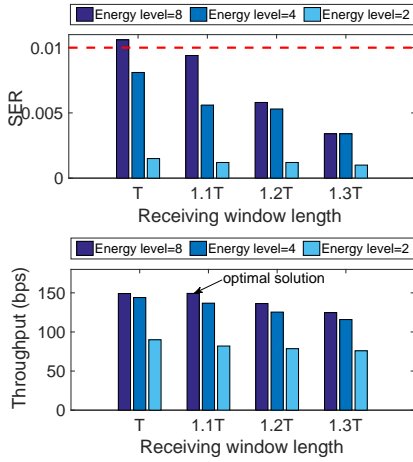 Energy level=8 Energy level=4 Energy level=2
0.01
0.005
0
SER
T 1.1T 1.2T 1.3T
Receiving window length
Energy level=8 Energy level=4 Energy level=2
optimal solution
150
100
50
0
Throughput (bps)
T 1.1T 1.2T 1.3T
Receiving window length